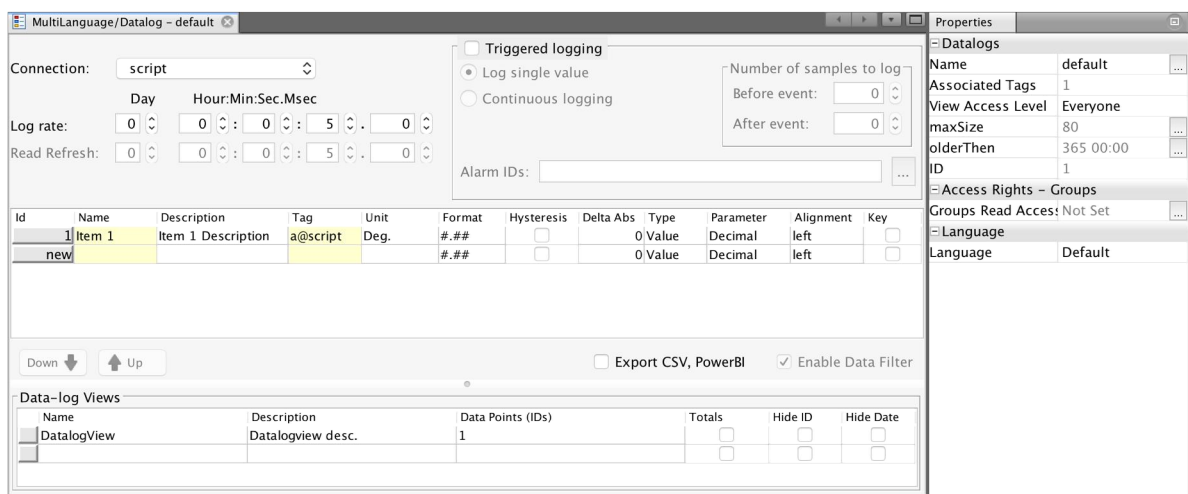 MultiLanguage/Datalog - default
Connection: script
Day Hour:Min:Sec.Msec
Log rate: 0 0 : 0 : 5 . 0
Read Refresh: 0 0 : 0 : 5 . 0
Triggered logging
Log single value
Continuous logging
Number of samples to log
Before event: 0
After event: 0
Alarm IDs: ...
Id Name Description Tag Unit Format Hysteresis Delta Abs Type Parameter Alignment Key
1 Item 1 Item 1 Description a@script Deg. #.## 0 Value Decimal left
new #.## 0 Value Decimal left
Down Up Export CSV, PowerBI Enable Data Filter
Data-log Views
Name Description Data Points (IDs) Totals Hide ID Hide Date
DatalogView Datalogview desc. 1
Properties
Datalogs
Name default ...
Associated Tags 1
View Access Level Everyone
maxSize 80 ...
olderThen 365 00:00 ...
ID 1
Access Rights - Groups
Groups Read Acces Not Set ...
Language
Language Default